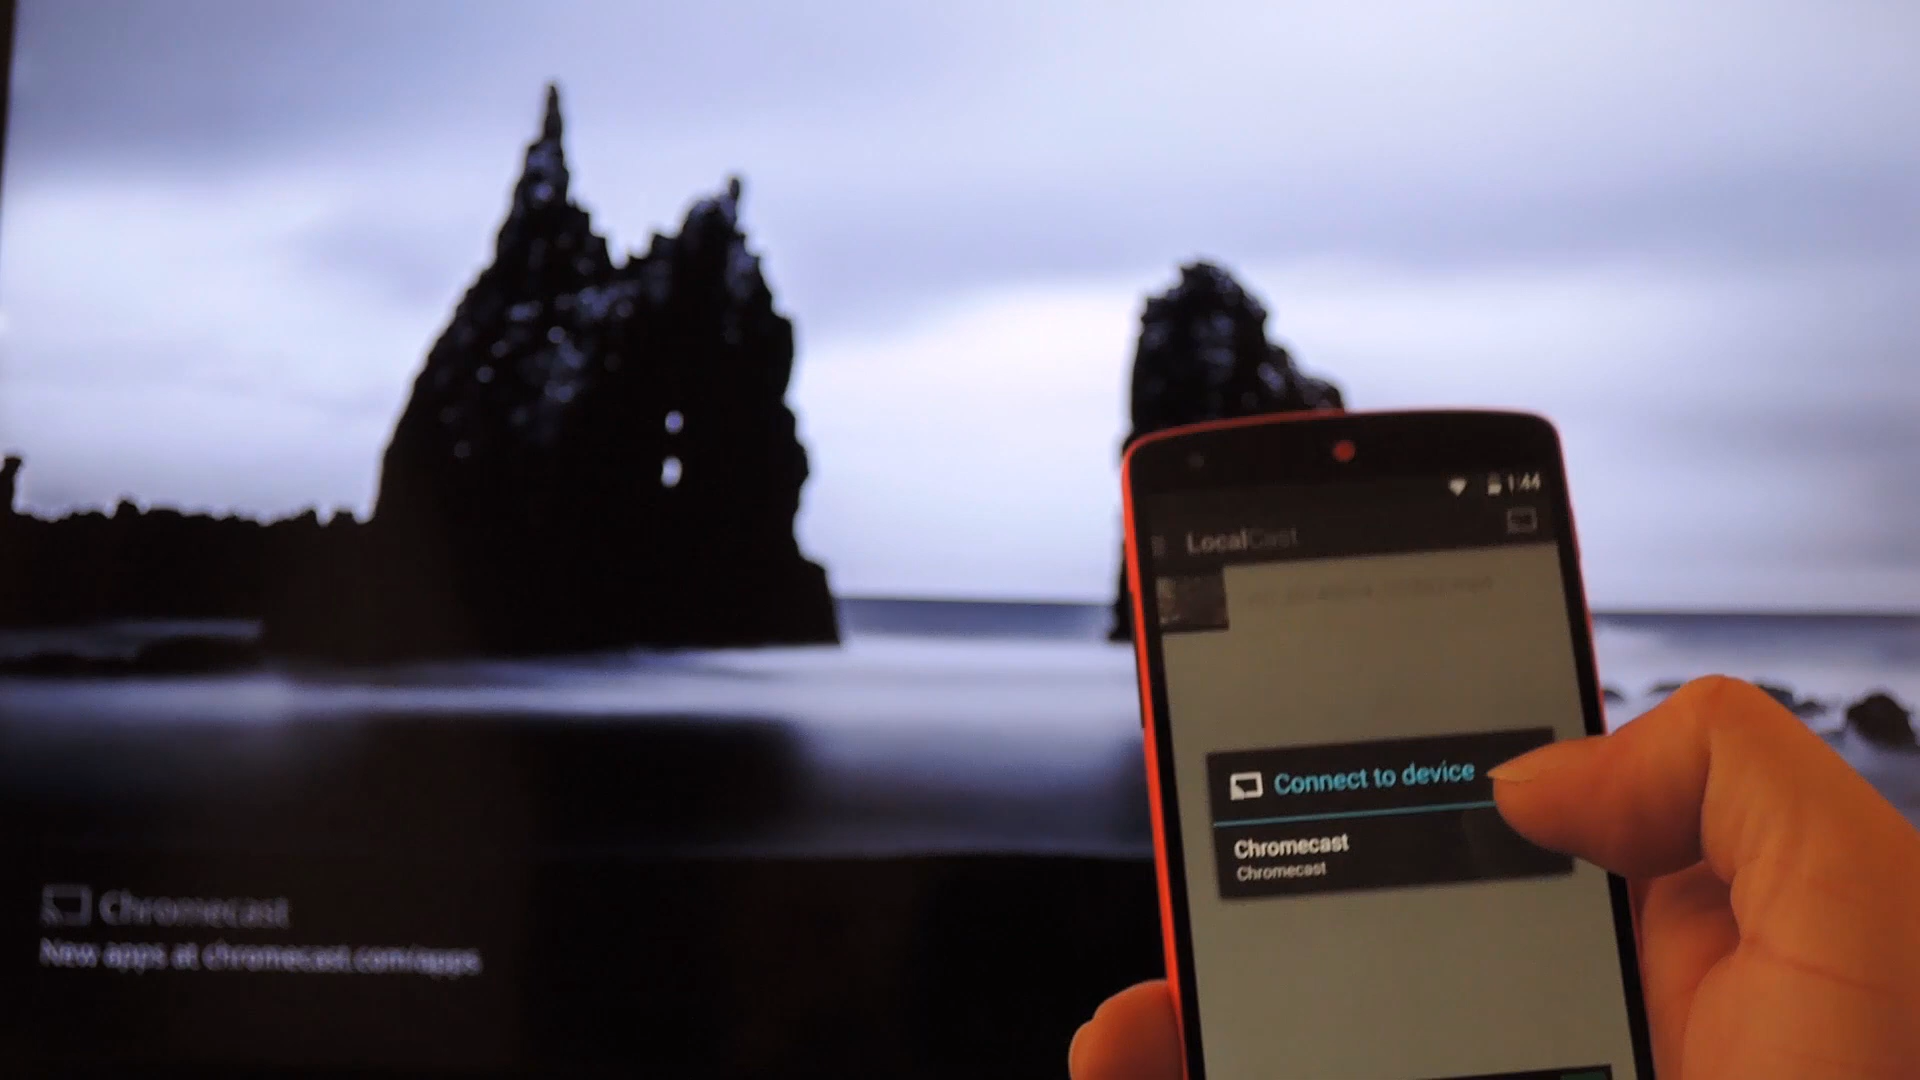 1:44
LocalCast
Connect to device
Chromecast
Chromecast
Chromecast
New apps at chromecast.com/apps